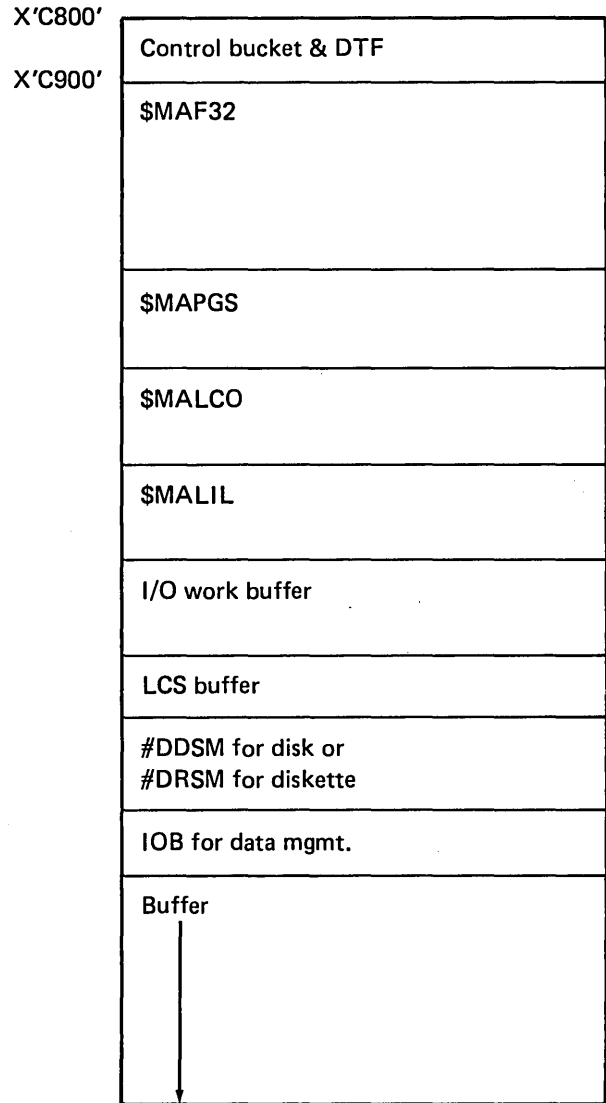 X'C800'
Control bucket & DTF
X'C900'
$MAF32
$MAPGS
$MALCO
$MALIL
I/O work buffer
LCS buffer
#DDSM for disk or
#DRSM for diskette
IOB for data mgmt.
Buffer